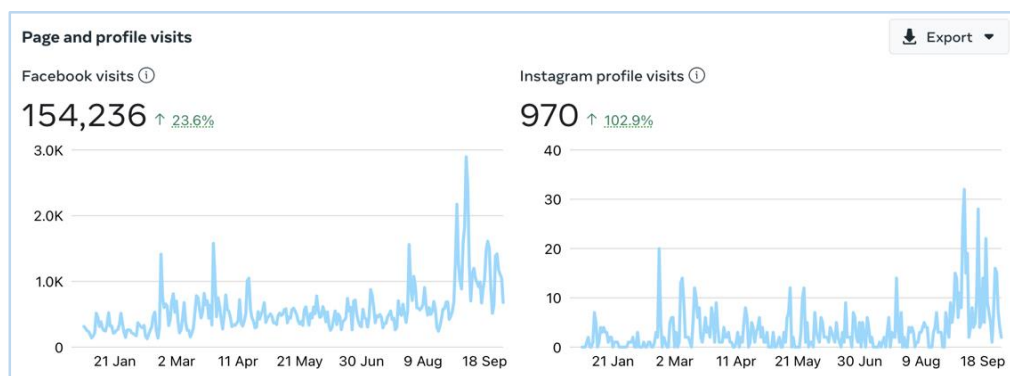 Page and profile visits
Export
Facebook visits
154,236 ↑ 23.6%
3.0K
2.0K
1.0K
0
21 Jan 2 Mar 11 Apr 21 May 30 Jun 9 Aug 18 Sep
Instagram profile visits
970 ↑ 102.9%
40
30
20
10
0
21 Jan 2 Mar 11 Apr 21 May 30 Jun 9 Aug 18 Sep